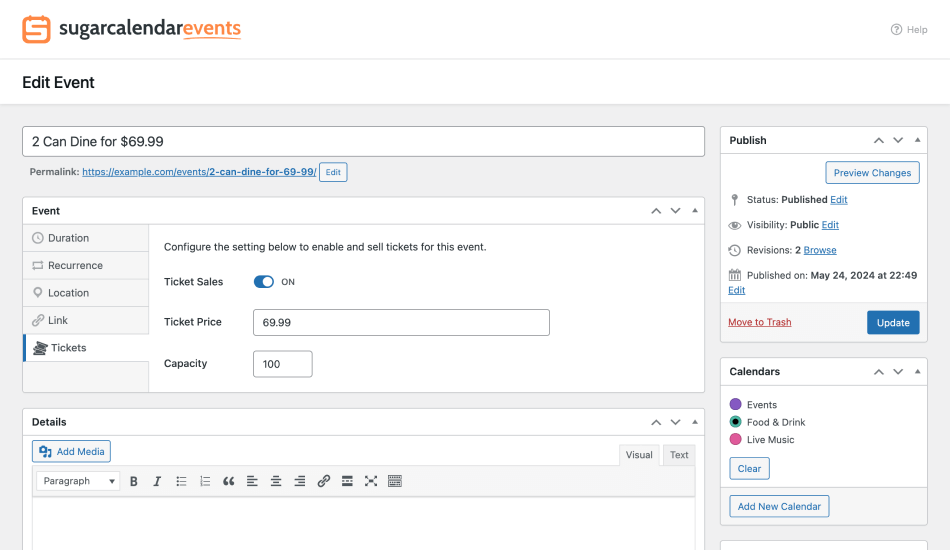 sugarcalendarevents
Help
Edit Event
2 Can Dine for $69.99
Permalink: https://example.com/events/2-can-dine-for-69-99/ Edit
Event
Duration
Recurrence
Location
Link
Tickets
Configure the setting below to enable and sell tickets for this event.
Ticket Sales ON
Ticket Price 69.99
Capacity 100
Details
Add Media
Visual Text
Paragraph
Publish
Preview Changes
Status: Published Edit
Visibility: Public Edit
Revisions: 2 Browse
Published on: May 24, 2024 at 22:49
Edit
Move to Trash Update
Calendars
Events
Food & Drink
Live Music
Clear
Add New Calendar